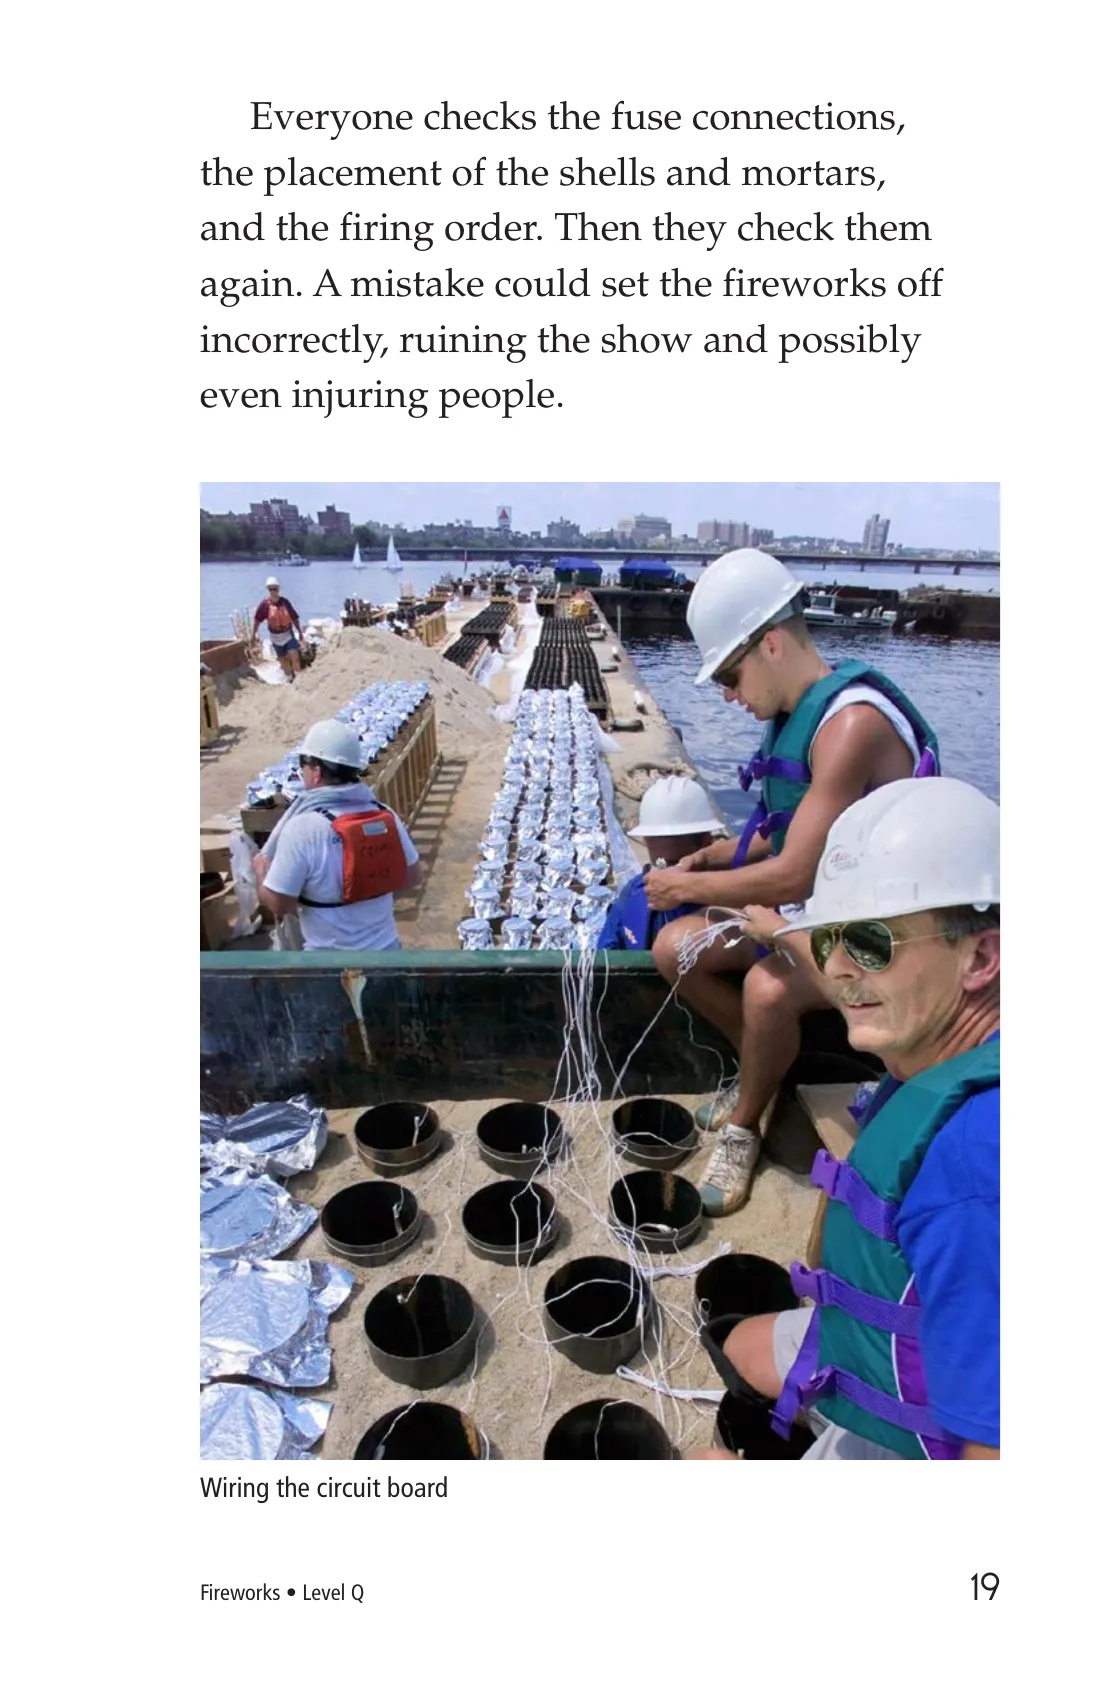 Everyone checks the fuse connections,
the placement of the shells and mortars,
and the firing order. Then they check them
again. A mistake could set the fireworks off
incorrectly, ruining the show and possibly
even injuring people.
Wiring the circuit board
Fireworks • Level Q
19